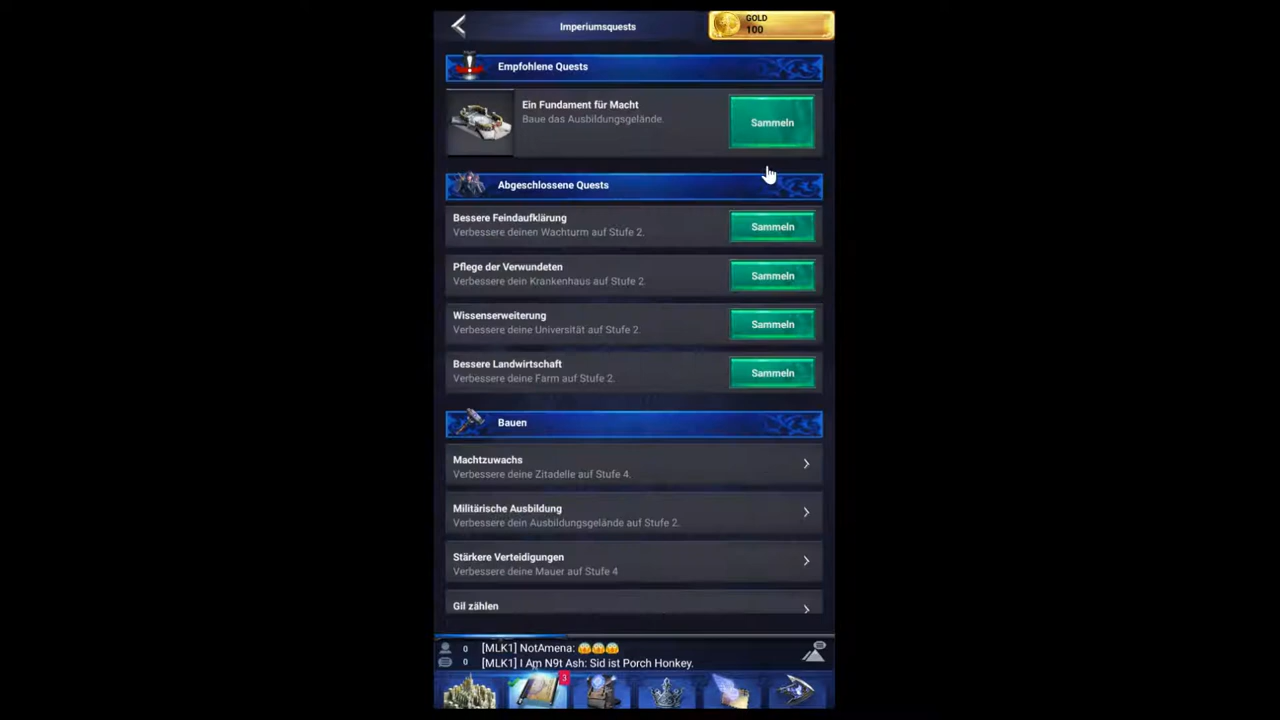 Imperiumsquests
GOLD
100
Empfohlene Quests
Ein Fundament für Macht
Baue das Ausbildungsgelände.
Sammeln
Abgeschlossene Quests
Bessere Feindaufklärung
Verbessere deinen Wachturm auf Stufe 2.
Sammeln
Pflege der Verwundeten
Verbessere dein Krankenhaus auf Stufe 2.
Sammeln
Wissenserweiterung
Verbessere deine Universität auf Stufe 2.
Sammeln
Bessere Landwirtschaft
Verbessere deine Farm auf Stufe 2.
Sammeln
Bauen
Machtzuwachs
Verbessere deine Zitadelle auf Stufe 4.
Militärische Ausbildung
Verbessere dein Ausbildungsgelände auf Stufe 2.
Stärkere Verteidigungen
Verbessere deine Mauer auf Stufe 4
Gil zählen
0 [MLK1] NotAmena: 😱😱😱
0 [MLK1] I Am N9t Ash: Sid ist Porch Honkey.
3